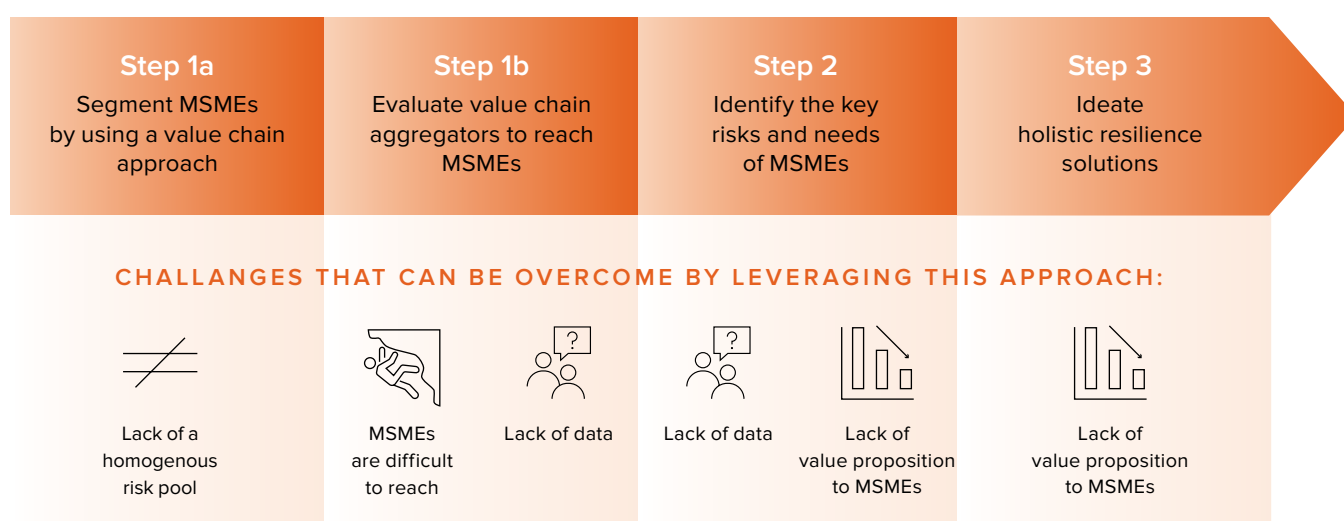 Step 1a
Segment MSMEs
by using a value chain
approach
Step 1b
Evaluate value chain
aggregators to reach
MSMEs
Step 2
Identify the key
risks and needs
of MSMEs
Step 3
Ideate
holistic resilience
solutions
CHALLANGES THAT CAN BE OVERCOME BY LEVERAGING THIS APPROACH:
Lack of a
homogenous
risk pool
MSMEs
are difficult
to reach
?
Lack of data
?
Lack of data
Lack of
value proposition
to MSMEs
Lack of
value proposition
to MSMEs